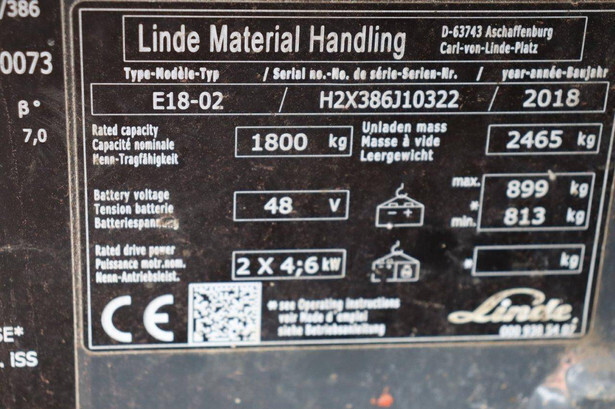 /386
0073
β°
7,0
SE*
. ISS
Linde Material Handling
D-63743 Aschaffenburg
Carl-von-Linde-Platz
Type-Modèle-Typ / Serial no.-No. de série-Serien-Nr. / year-année-Baujahr
E18-02 / H2X386J10322 / 2018
Rated capacity
Capacité nominale
Nenn-Tragfähigkeit
1800 kg
Unladen mass
Masse à vide
Leergewicht
2465 kg
Battery voltage
Tension batterie
Batteriespannung
48 V
- +
max. 899 kg
*
min. 813 kg
Rated drive power
Puissance motr.nom.
Nenn-Antriebsleist.
2 X 4;6 kW
* kg
CE
*= see Operating Instructions
voir Mode d'emploi
siehe Betriebsanleitung
Linde